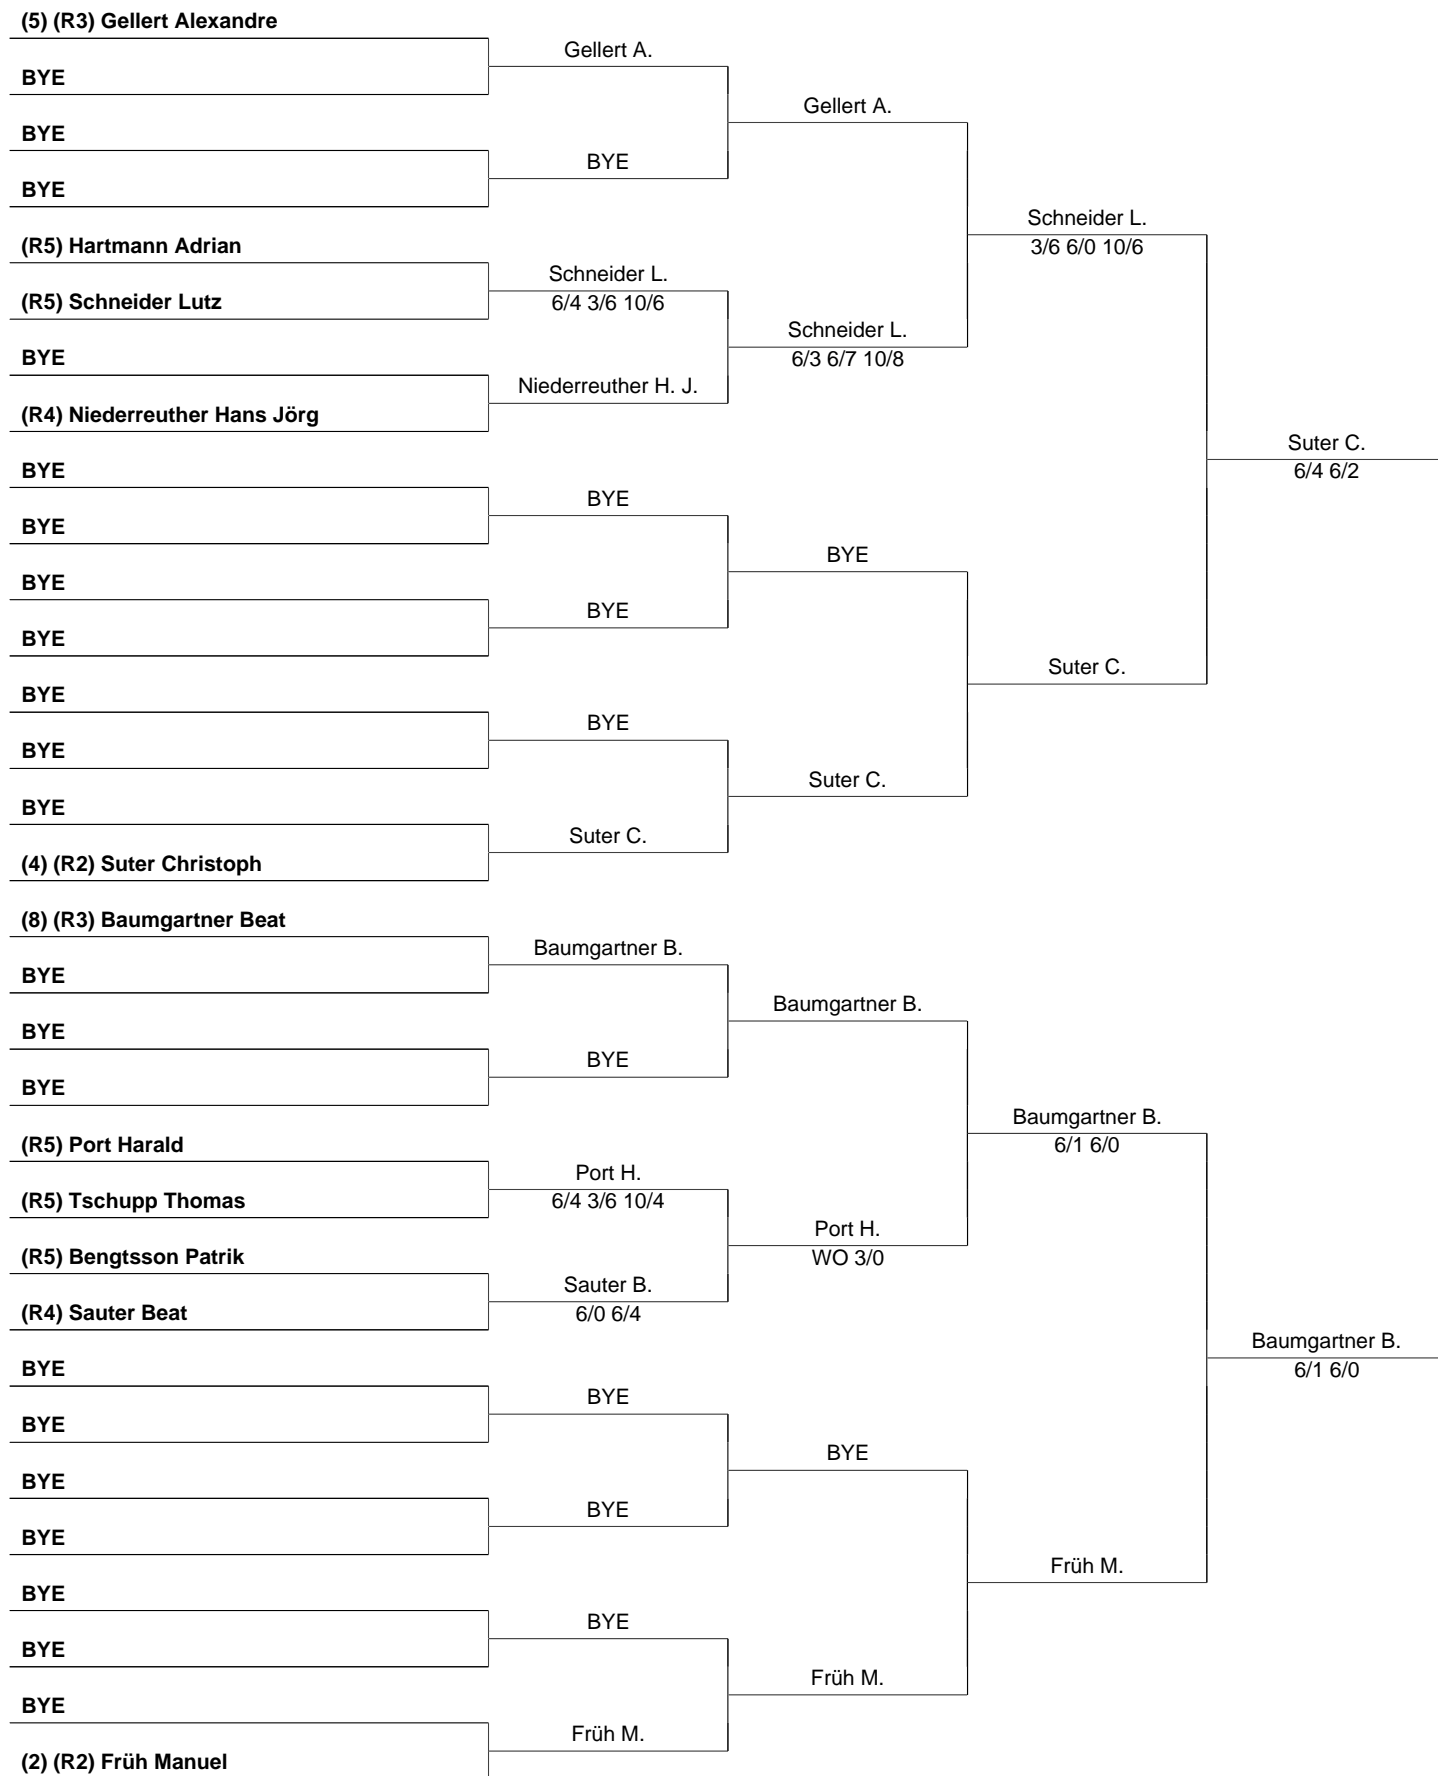 (5) (R3) Gellert Alexandre
Gellert A.
BYE
Gellert A.
BYE
BYE
BYE
Schneider L.
3/6 6/0 10/6
(R5) Hartmann Adrian
Schneider L.
6/4 3/6 10/6
(R5) Schneider Lutz
Schneider L.
6/3 6/7 10/8
BYE
Niederreuther H. J.
(R4) Niederreuther Hans Jörg
Suter C.
6/4 6/2
BYE
BYE
BYE
BYE
BYE
BYE
BYE
Suter C.
BYE
BYE
BYE
Suter C.
BYE
Suter C.
(4) (R2) Suter Christoph
(8) (R3) Baumgartner Beat
Baumgartner B.
BYE
Baumgartner B.
BYE
BYE
BYE
Baumgartner B.
6/1 6/0
(R5) Port Harald
Port H.
6/4 3/6 10/4
(R5) Tschupp Thomas
Port H.
WO 3/0
(R5) Bengtsson Patrik
Sauter B.
6/0 6/4
(R4) Sauter Beat
Baumgartner B.
6/1 6/0
BYE
BYE
BYE
BYE
BYE
BYE
BYE
Früh M.
BYE
BYE
BYE
Früh M.
BYE
Früh M.
(2) (R2) Früh Manuel